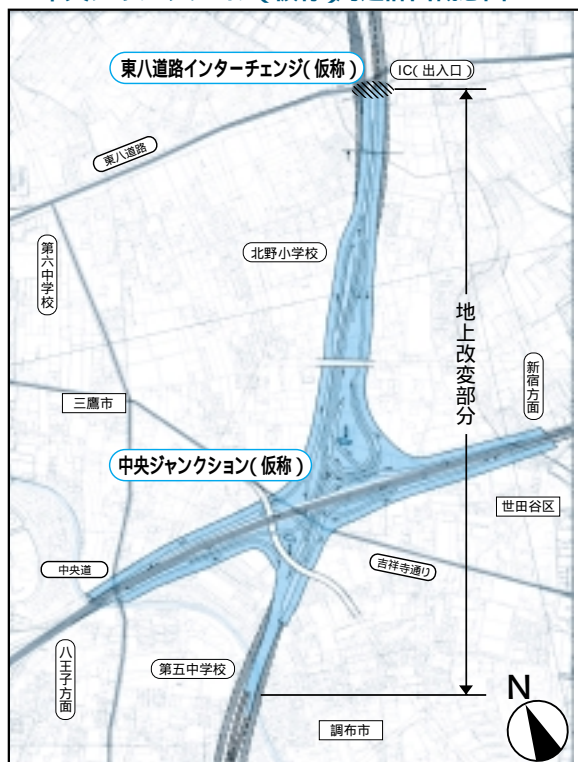 東八道路インターチェンジ(仮称)
IC(出入口)
東八道路
第六中学校
北野小学校
地上改変部分
新宿方面
三鷹市
中央ジャンクション(仮称)
世田谷区
中央道
吉祥寺通り
八王子方面
第五中学校
調布市
N